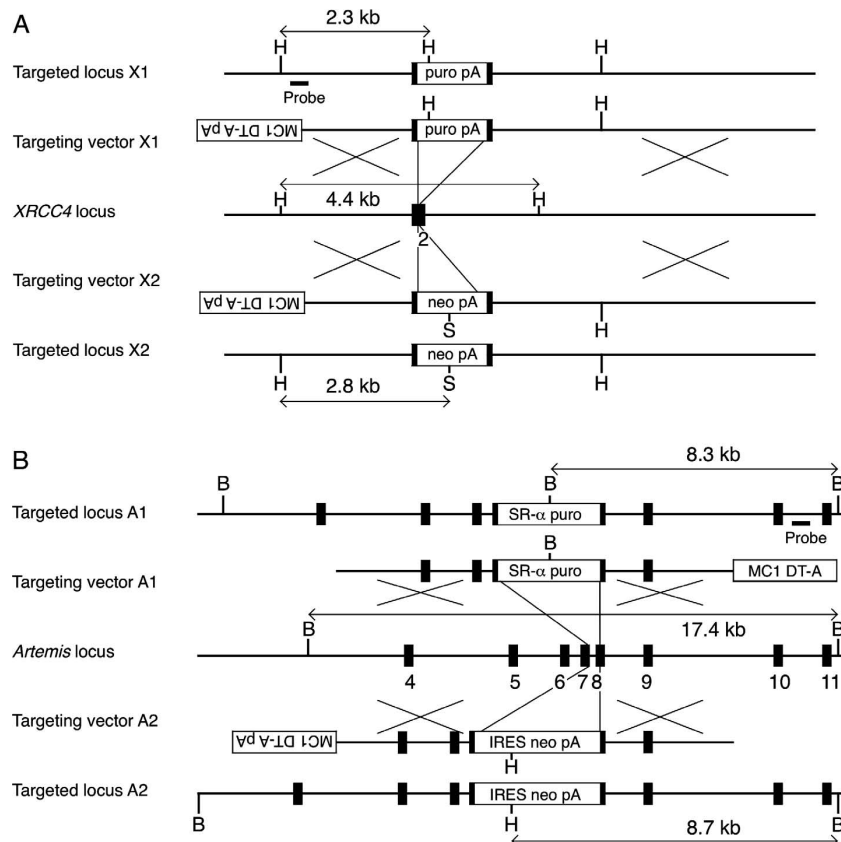 A
2.3 kb
H H H
Targeted locus X1
puro pA
Probe
H H
MC1 DT-A pA
puro pA
Targeting vector X1
4.4 kb
H H
XRCC4 locus
2
Targeting vector X2
MC1 DT-A pA
neo pA
S H
Targeted locus X2
neo pA
H S H
2.8 kb
B
8.3 kb
B B B
Targeted locus A1
SR-α puro
Probe
B
Targeting vector A1
SR-α puro
MC1 DT-A
B 17.4 kb B
Artemis locus
4 5 6 7 8 9 10 11
Targeting vector A2
MC1 DT-A pA
IRES neo pA
H
Targeted locus A2
IRES neo pA
B H B
8.7 kb